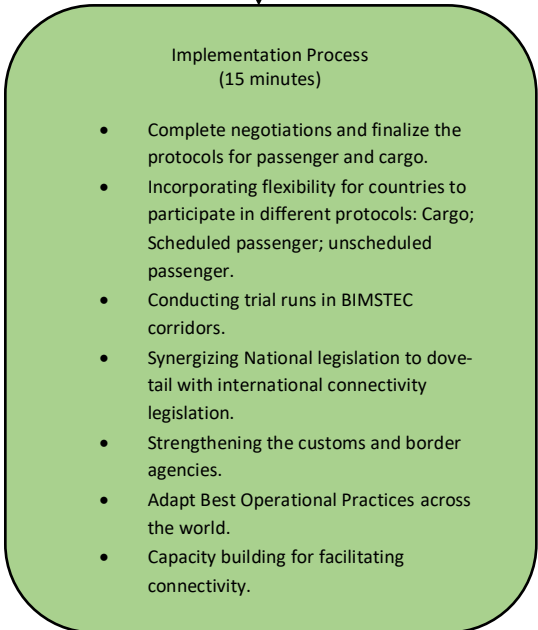 Implementation Process
(15 minutes)
• Complete negotiations and finalize the
protocols for passenger and cargo.
• Incorporating flexibility for countries to
participate in different protocols: Cargo;
Scheduled passenger; unscheduled
passenger.
• Conducting trial runs in BIMSTEC
corridors.
• Synergizing National legislation to dove-
tail with international connectivity
legislation.
• Strengthening the customs and border
agencies.
• Adapt Best Operational Practices across
the world.
• Capacity building for facilitating
connectivity.